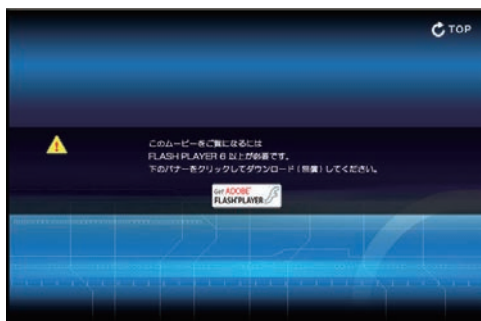 TOP
このムービーをご覧になるには
FLASH PLAYER 6 以上が必要です。
下のバナーをクリックしてダウンロード(無償)してください。
Get ADOBE
FLASH PLAYER